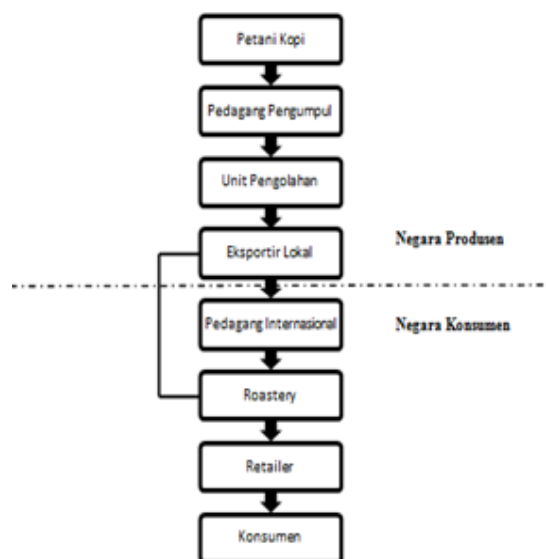 Petani Kopi
Pedagang Pengumpul
Unit Pengolahan
Eksportir Lokal
Negara Produsen
Pedagang Internasional
Negara Konsumen
Roastery
Retailer
Konsumen